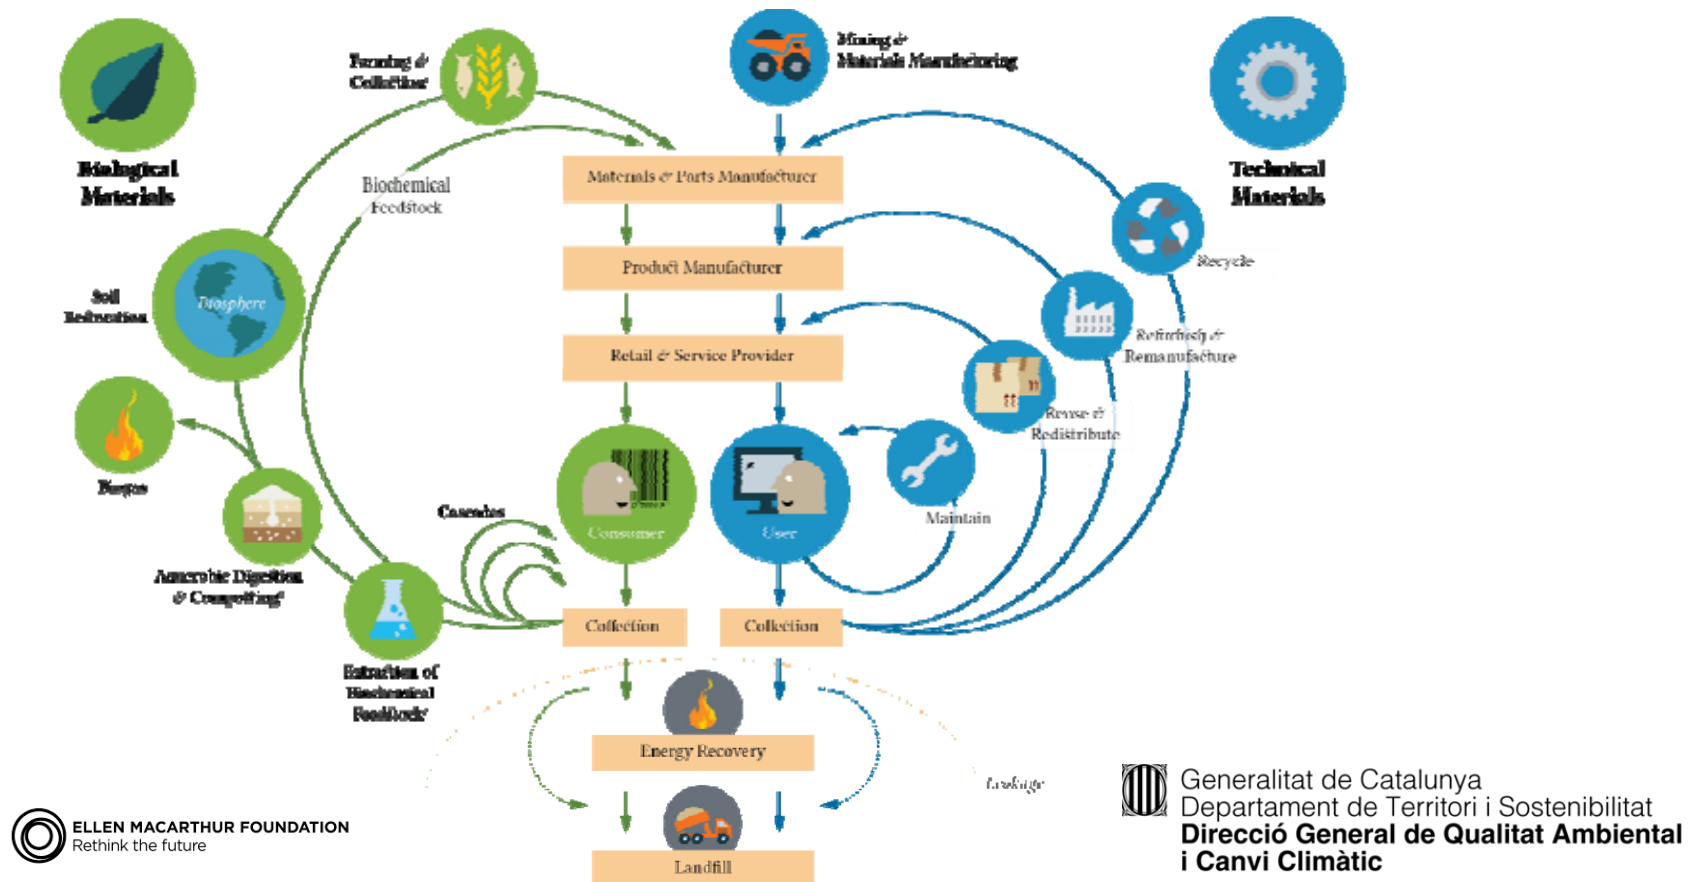 Farming &
Collection¹
Mining &
Materials Manufacturing
Biological
Materials
Technical
Materials
Biochemical
Feedstock
Materials & Parts Manufacturer
Recycle
Product Manufacturer
Soil
Restoration
Biosphere
Refurbish &
Remanufacture
Retail & Service Provider
Reuse &
Redistribute
Biogas
Cascades
Maintain
Consumer
User
Anaerobic Digestion
& Composting²
Collection
Collection
Extraction of
Biochemical
Feedstock²
Energy Recovery
Leakage
Landfill
ELLEN MACARTHUR FOUNDATION
Rethink the future
Generalitat de Catalunya
Departament de Territori i Sostenibilitat
Direcció General de Qualitat Ambiental
i Canvi Climàtic